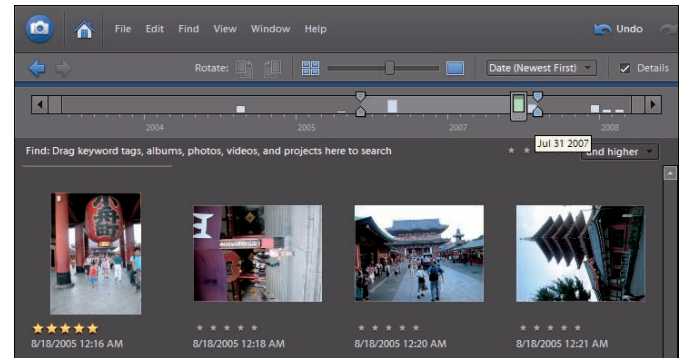 File Edit Find View Window Help Undo
Rotate: Date (Newest First) Details
2004 2005 2007 2008
Jul 31 2007
Find: Drag keyword tags, albums, photos, videos, and projects here to search and higher
8/18/2005 12:16 AM 8/18/2005 12:18 AM 8/18/2005 12:20 AM 8/18/2005 12:21 AM